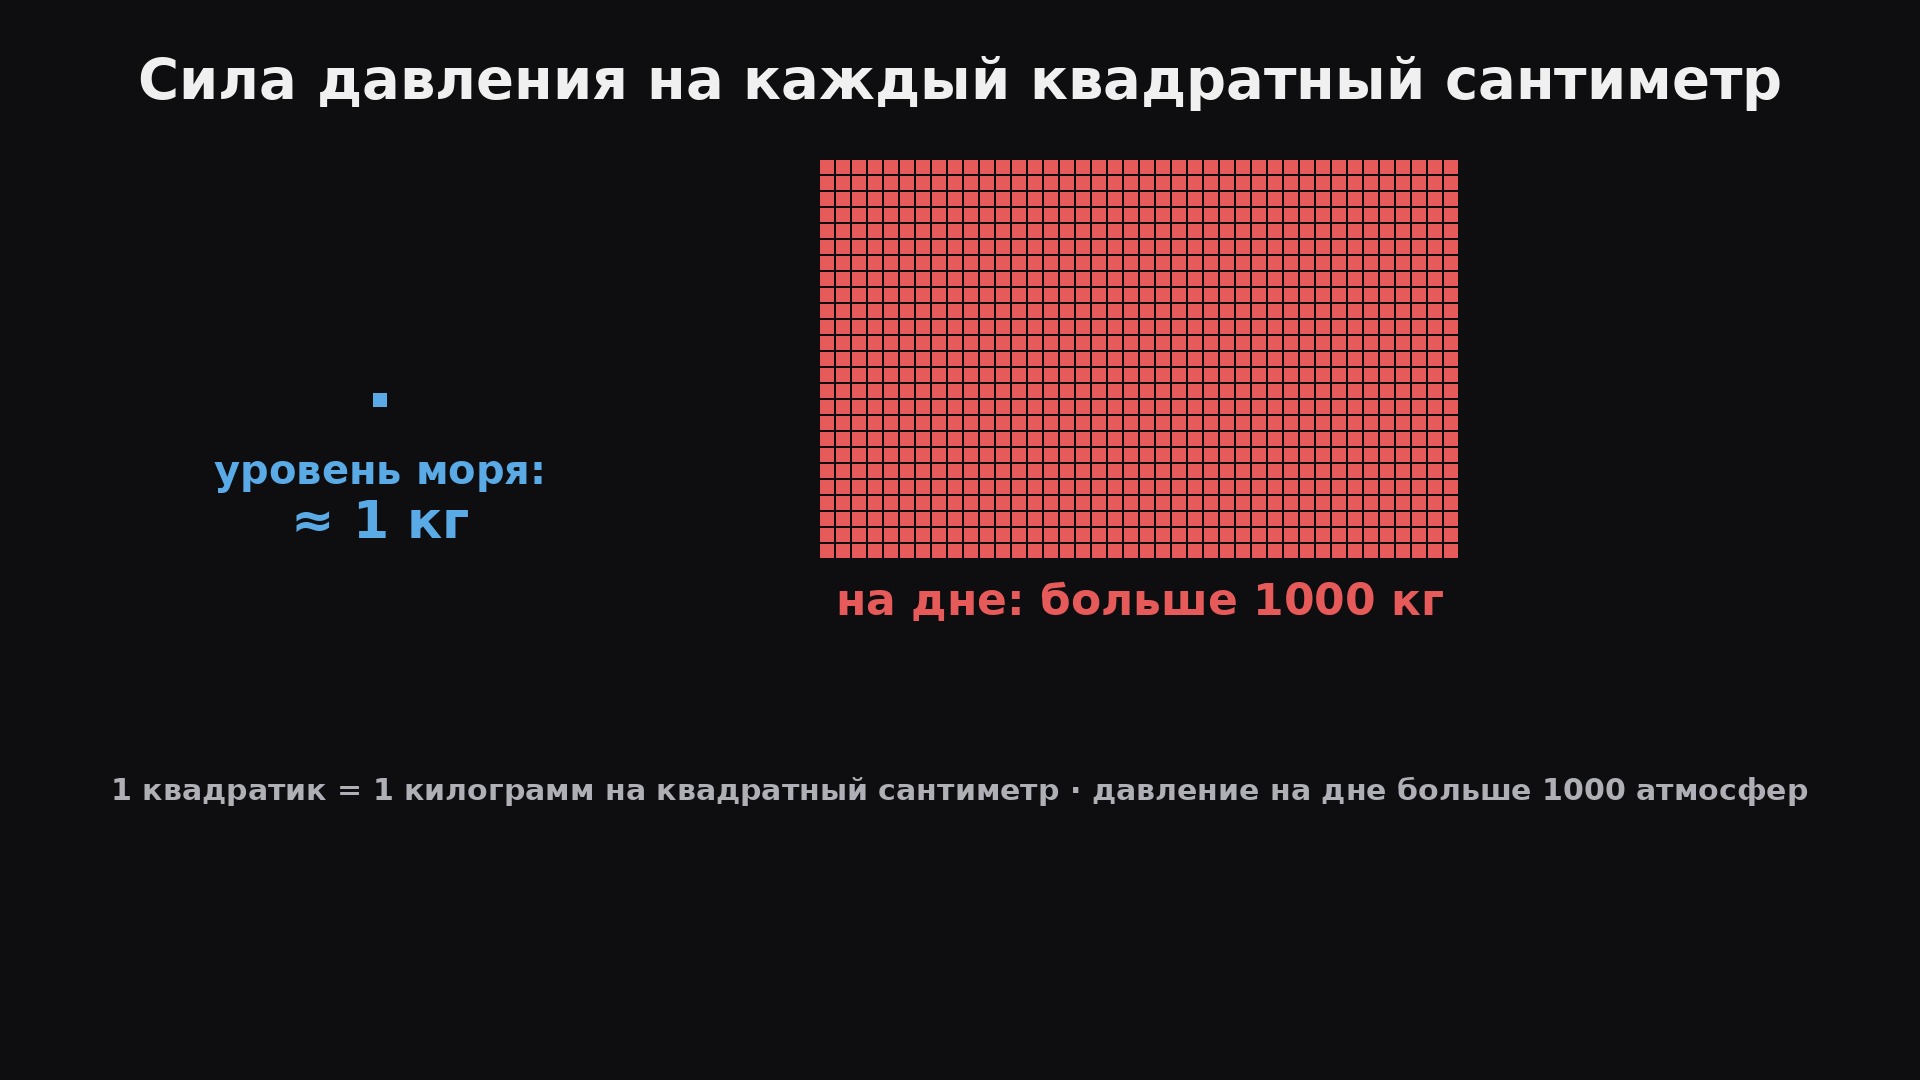 Сила давления на каждый квадратный сантиметр
уровень моря:
≈ 1 кг
на дне: больше 1000 кг
1 квадратик = 1 килограмм на квадратный сантиметр · давление на дне больше 1000 атмосфер